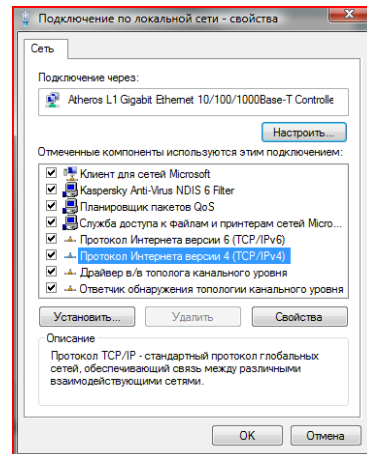 Подключение по локальной сети - свойства
Сеть
Подключение через:
Atheros L1 Gigabit Ethernet 10/100/1000Base-T Controlle
Настроить...
Отмеченные компоненты используются этим подключением:
Клиент для сетей Microsoft
Kaspersky Anti-Virus NDIS 6 Filter
Планировщик пакетов QoS
Служба доступа к файлам и принтерам сетей Micro...
Протокол Интернета версии 6 (TCP/IPv6)
Протокол Интернета версии 4 (TCP/IPv4)
Драйвер в/в тополога канального уровня
Ответчик обнаружения топологии канального уровня
Установить... Удалить Свойства
Описание
Протокол TCP/IP - стандартный протокол глобальных
сетей, обеспечивающий связь между различными
взаимодействующими сетями.
OK Отмена